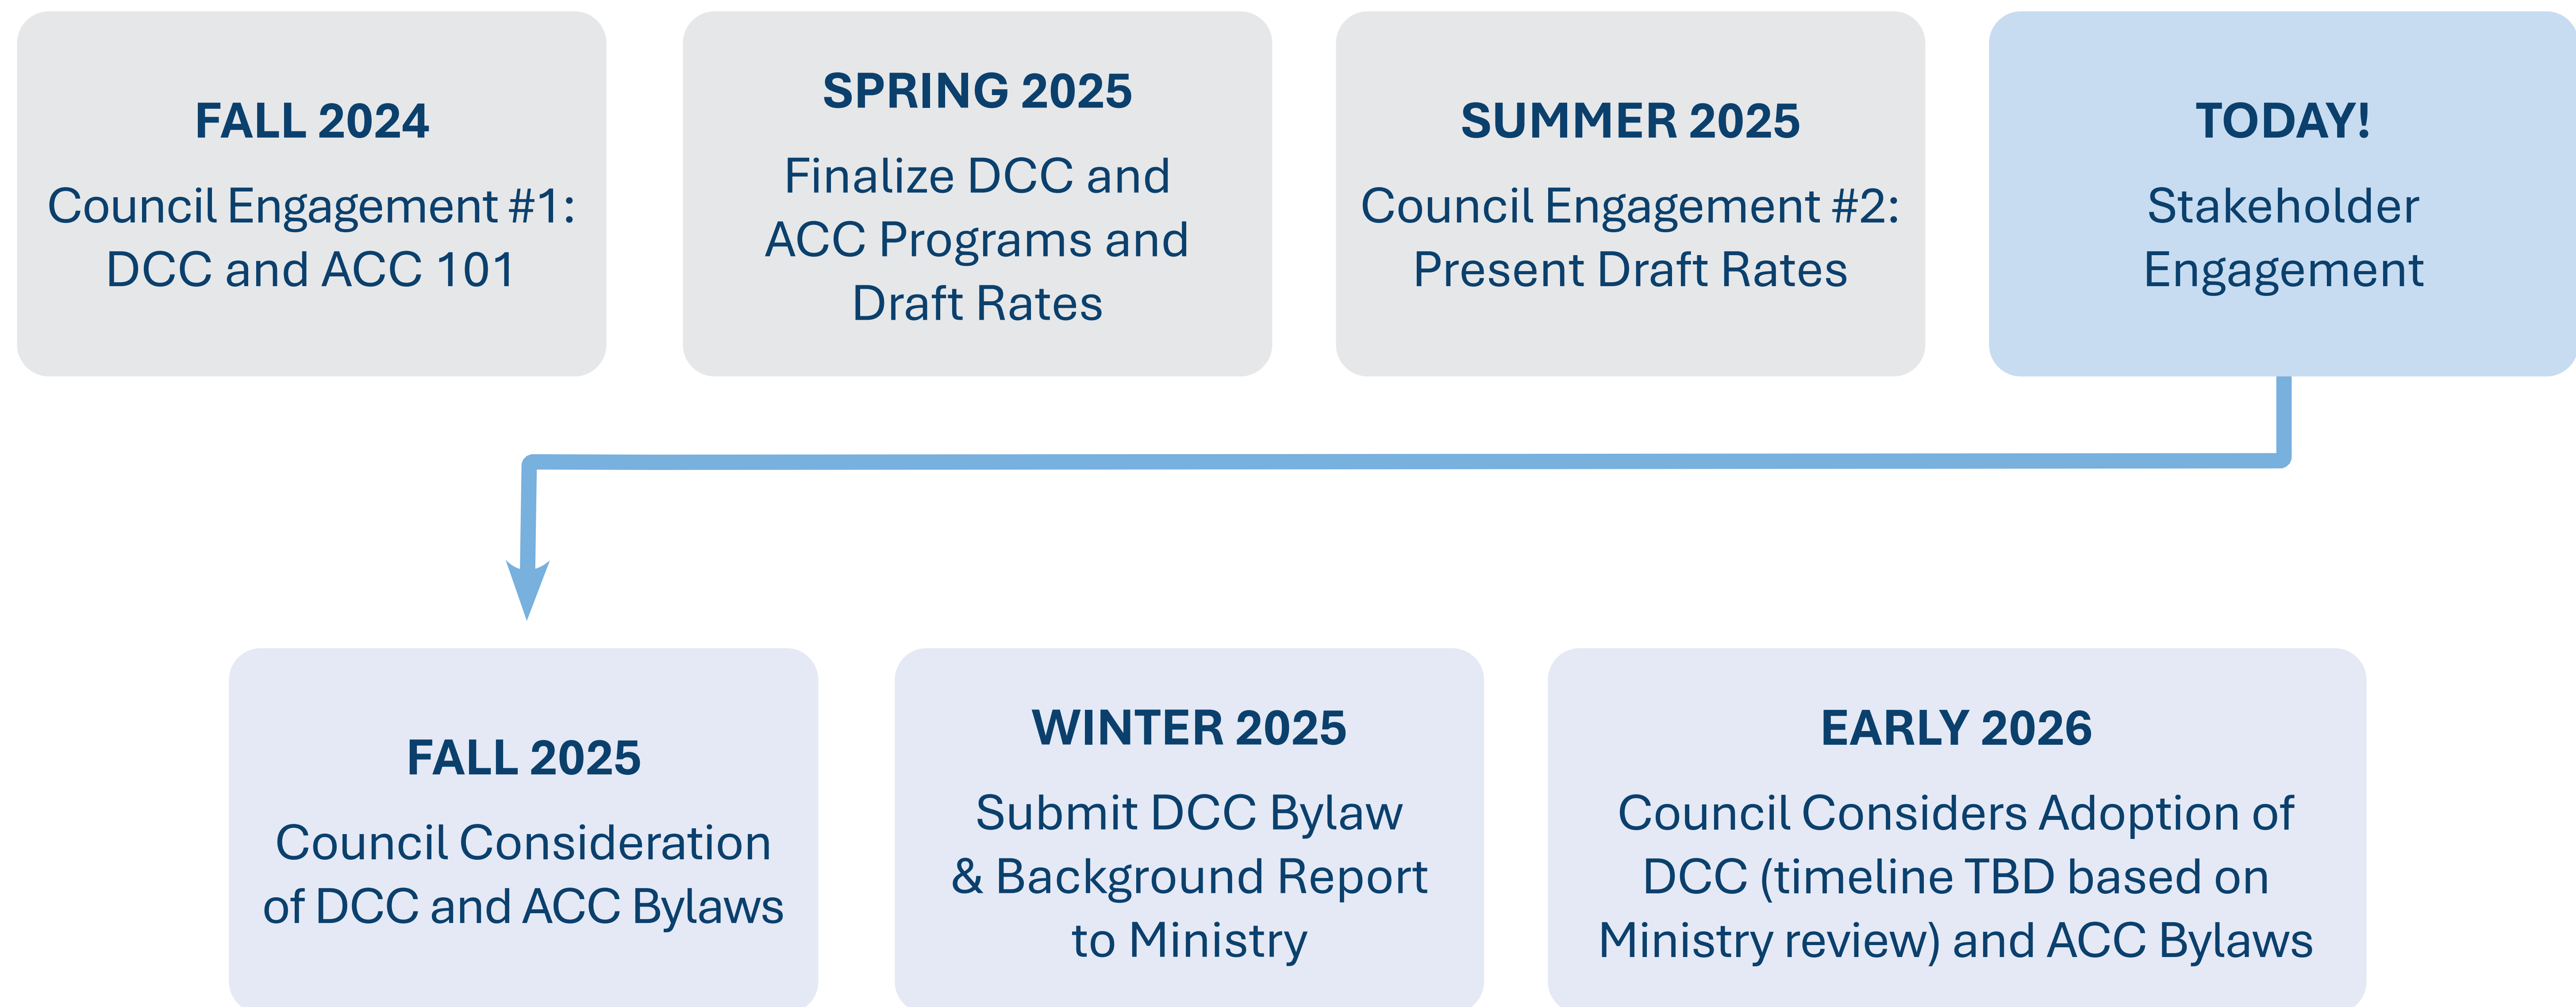 FALL 2024
Council Engagement #1:
DCC and ACC 101
SPRING 2025
Finalize DCC and
ACC Programs and
Draft Rates
SUMMER 2025
Council Engagement #2:
Present Draft Rates
TODAY!
Stakeholder
Engagement
FALL 2025
Council Consideration
of DCC and ACC Bylaws
WINTER 2025
Submit DCC Bylaw
& Background Report
to Ministry
EARLY 2026
Council Considers Adoption of
DCC (timeline TBD based on
Ministry review) and ACC Bylaws